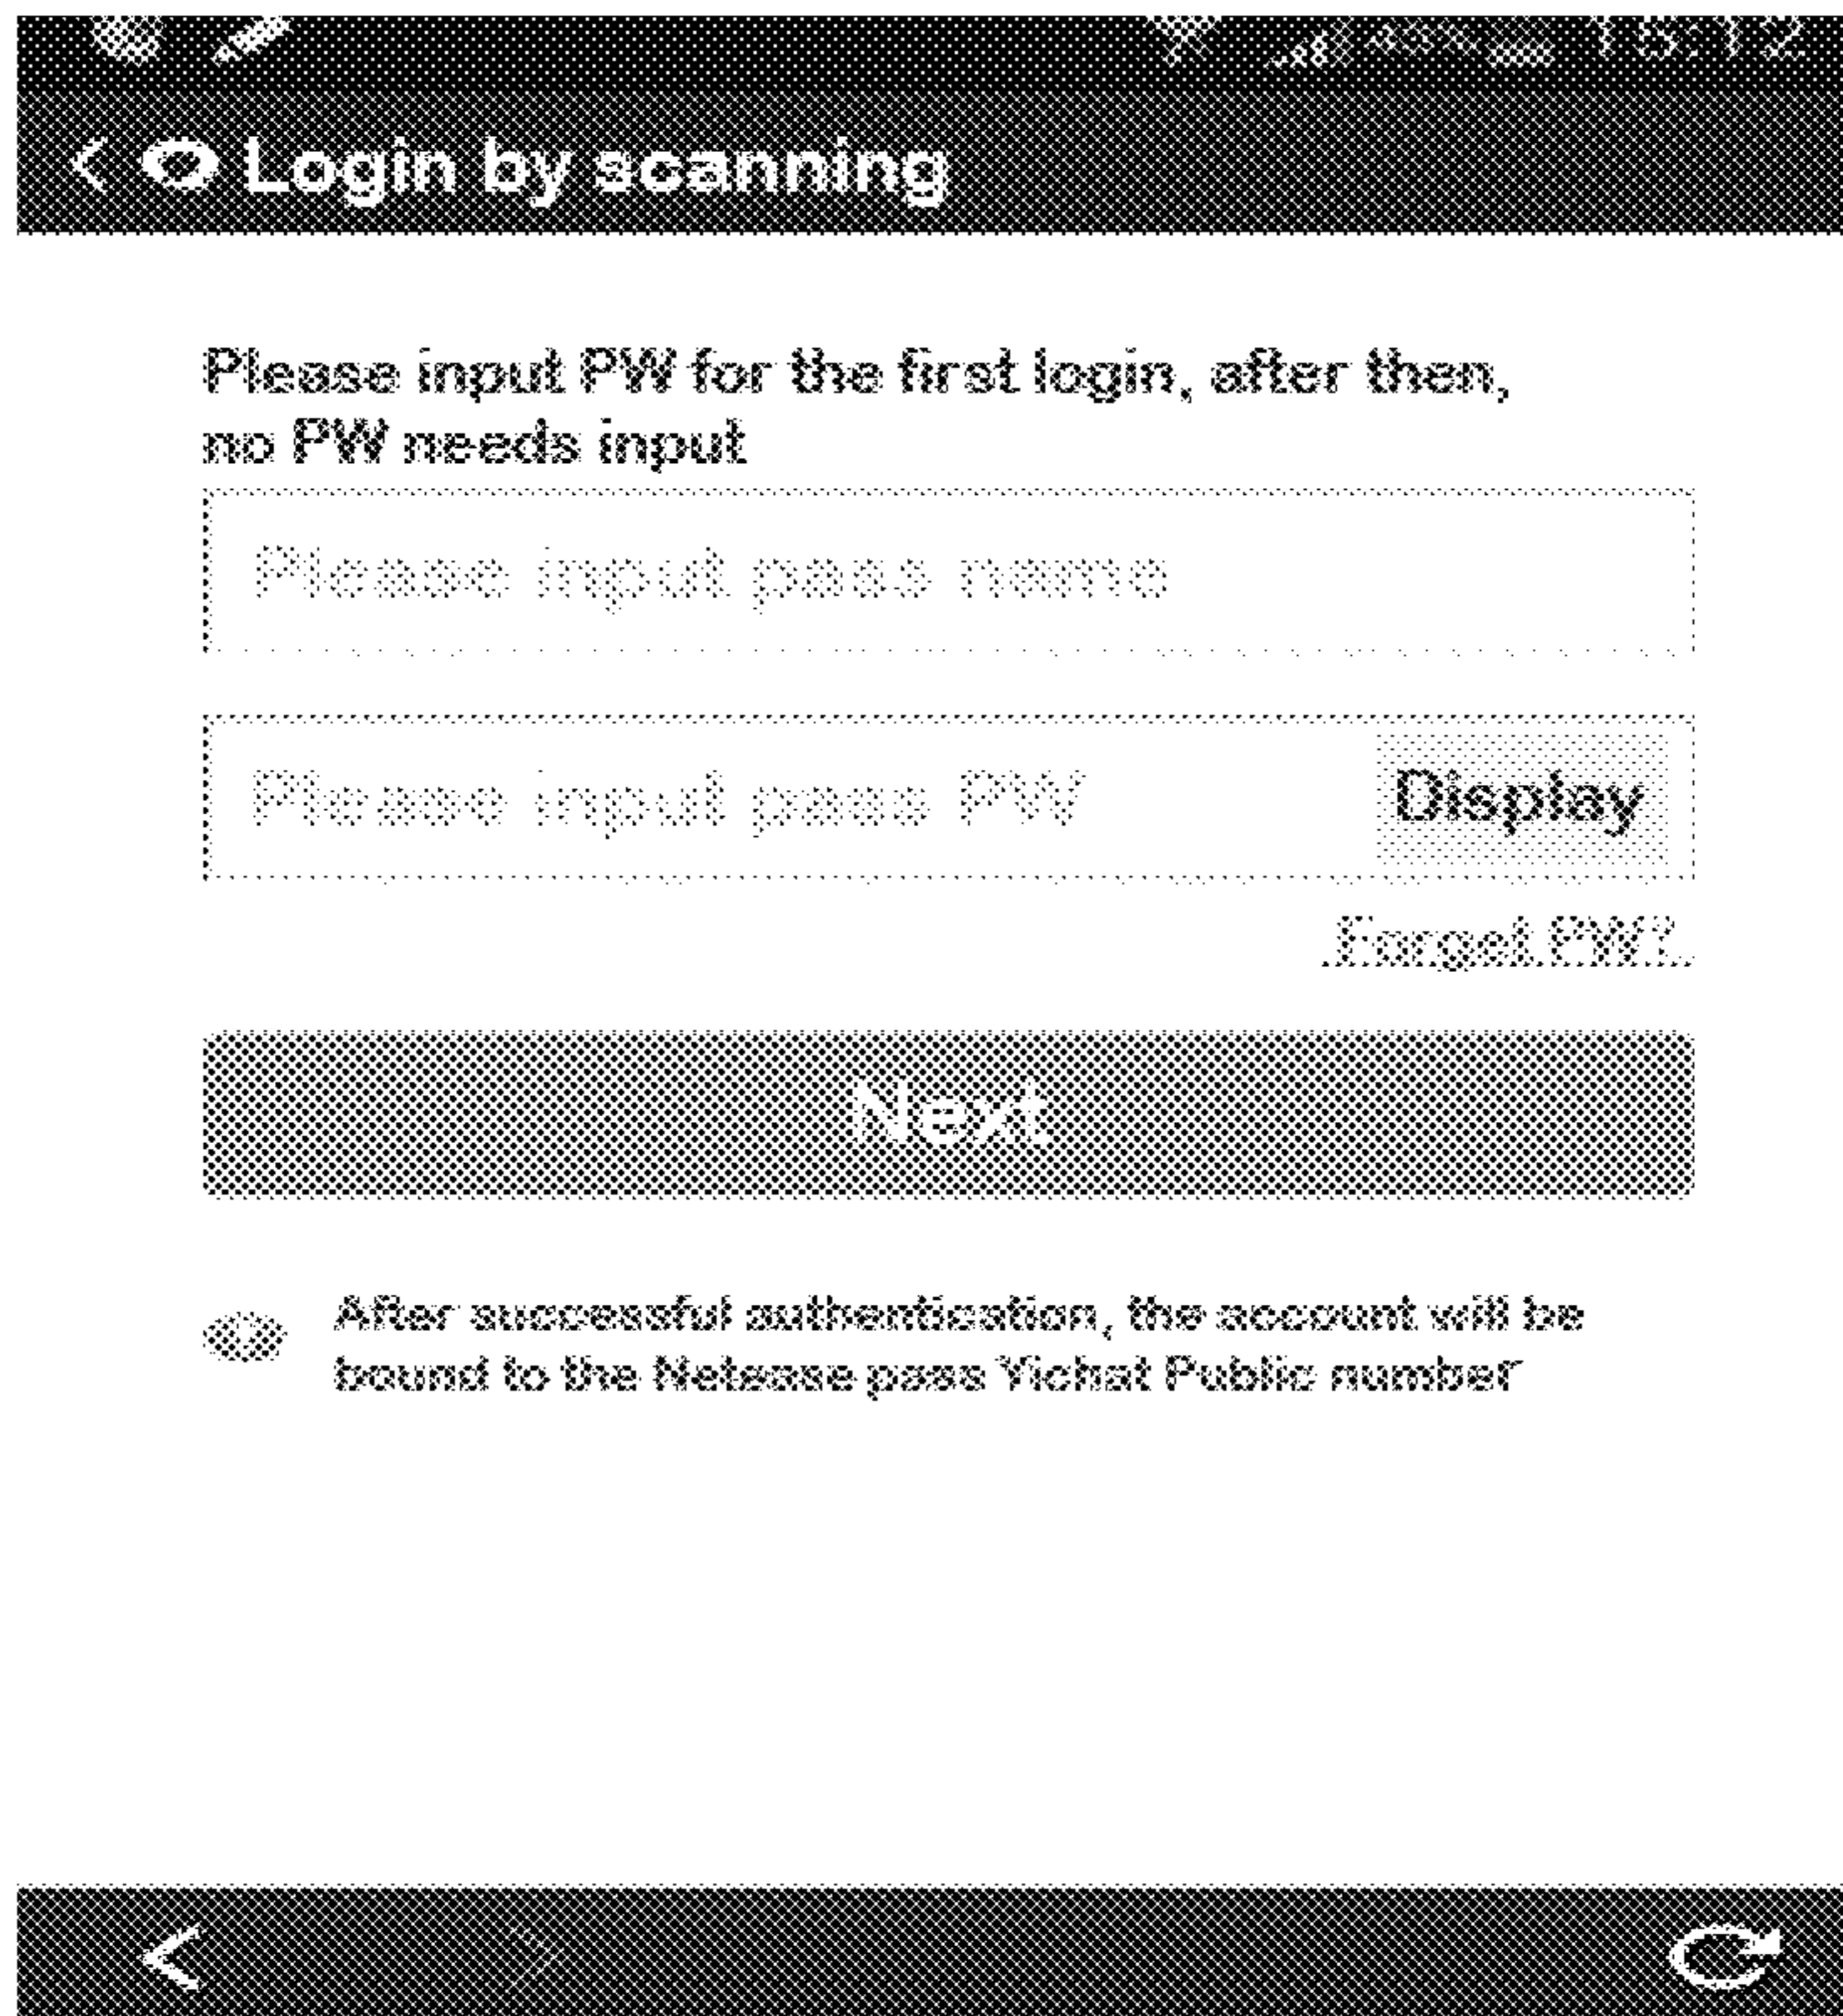 15:12
Login by scanning
Please input PW for the first login, after then,
no PW needs input
Please input pass name
Please input pass PW
Display
Forget PW?
Next
After successful authentication, the account will be
bound to the Netease pass Yichat Public number